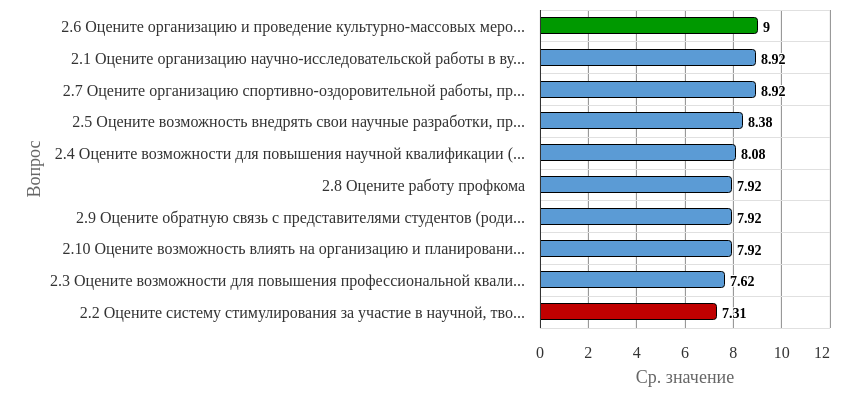 2.6 Оцените организацию и проведение культурно-массовых меро... 9
2.1 Оцените организацию научно-исследовательской работы в ву... 8.92
2.7 Оцените организацию спортивно-оздоровительной работы, пр... 8.92
2.5 Оцените возможность внедрять свои научные разработки, пр... 8.38
2.4 Оцените возможности для повышения научной квалификации (... 8.08
2.8 Оцените работу профкома 7.92
2.9 Оцените обратную связь с представителями студентов (роди... 7.92
2.10 Оцените возможность влиять на организацию и планировани... 7.92
2.3 Оцените возможности для повышения профессиональной квали... 7.62
2.2 Оцените систему стимулирования за участие в научной, тво... 7.31
Вопрос
0 2 4 6 8 10 12
Ср. значение